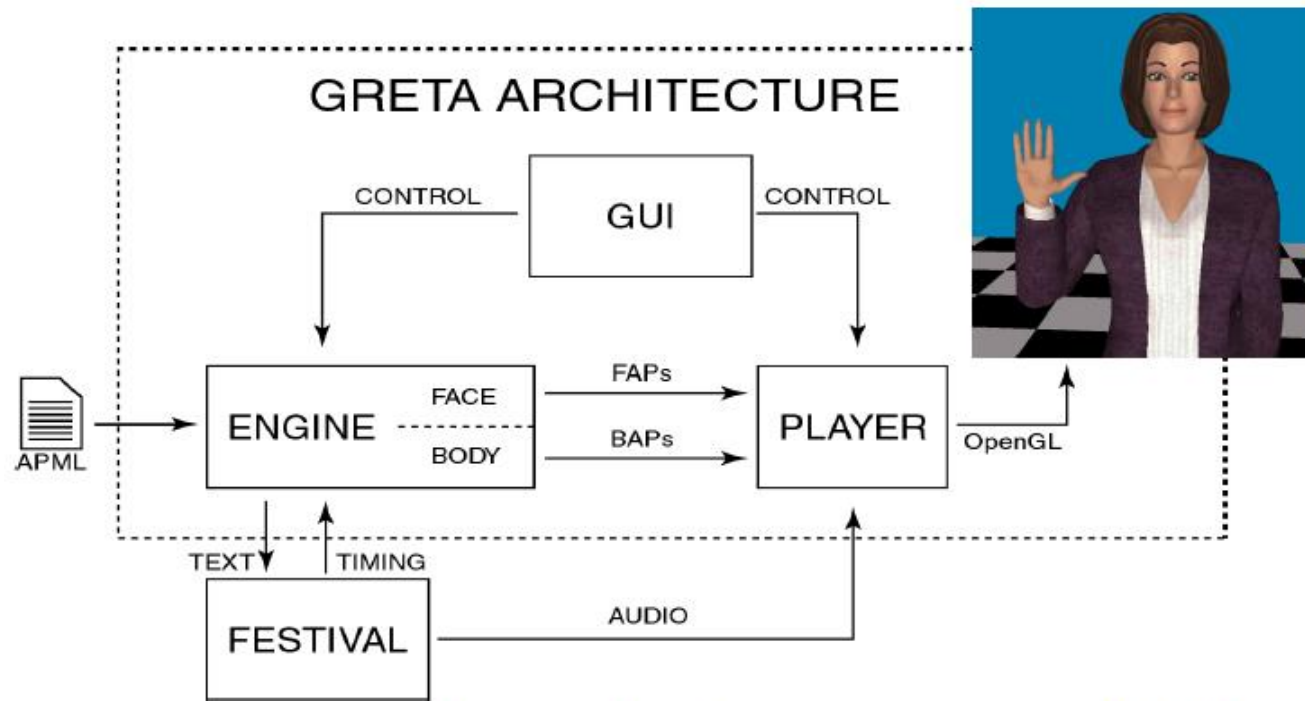 GRETA ARCHITECTURE
CONTROL
GUI
CONTROL
APML
ENGINE
FACE
BODY
FAPs
BAPs
PLAYER
OpenGL
TEXT
TIMING
FESTIVAL
AUDIO